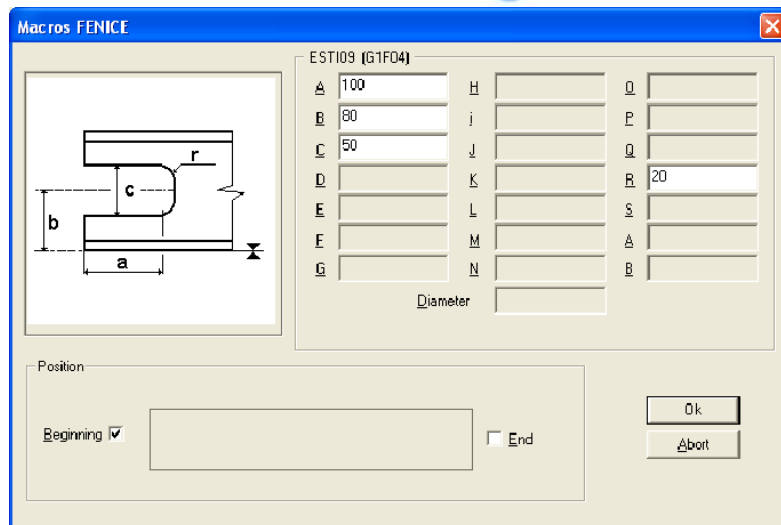 Macros FENICE
ESTI09 (G1F04)
A 100 H O
B 80 i P
C 50 J Q
D K R 20
E L S
F M A
G N B
Diameter
r
c
b
a
Position
Beginning End
Ok
Abort